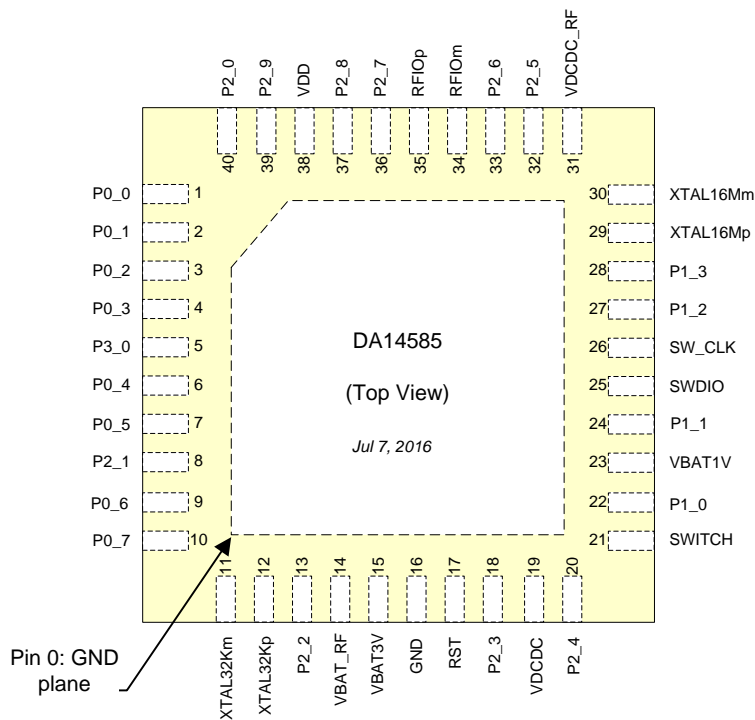 P2_0
P2_9
VDD
P2_8
P2_7
RFIOp
RFIOm
P2_6
P2_5
VDCDC_RF
40
39
38
37
36
35
34
33
32
31
P0_0 1
P0_1 2
P0_2 3
P0_3 4
P3_0 5
P0_4 6
P0_5 7
P2_1 8
P0_6 9
P0_7 10
DA14585
(Top View)
Jul 7, 2016
30 XTAL16Mm
29 XTAL16Mp
28 P1_3
27 P1_2
26 SW_CLK
25 SWDIO
24 P1_1
23 VBAT1V
22 P1_0
21 SWITCH
11
12
13
14
15
16
17
18
19
20
XTAL32Km
XTAL32Kp
P2_2
VBAT_RF
VBAT3V
GND
RST
P2_3
VDCDC
P2_4
Pin 0: GND
plane